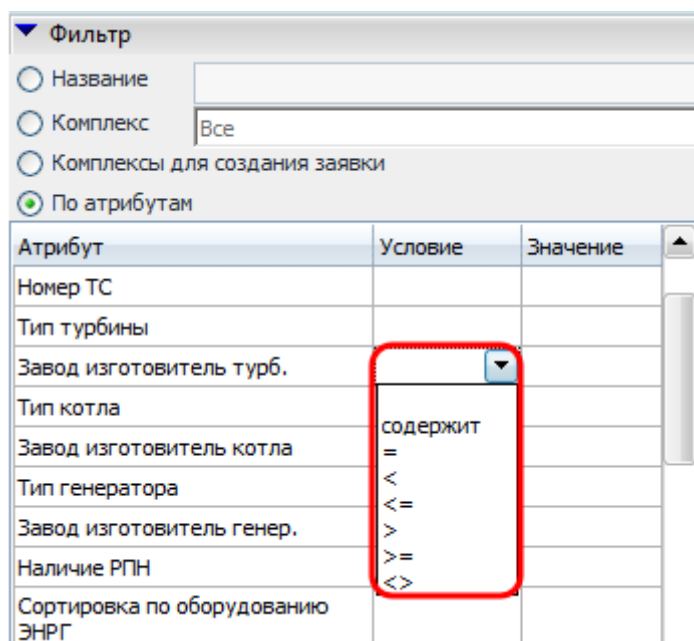 Фильтр
Название
Комплекс Все
Комплексы для создания заявки
По атрибутам
Атрибут Условие Значение
Номер ТС
Тип турбины
Завод изготовитель турб.
Тип котла
содержит
Завод изготовитель котла
=
Тип генератора
<
<=
Завод изготовитель генер.
>
Наличие РПН
>=
<>
Сортировка по оборудованию
ЭНРГ